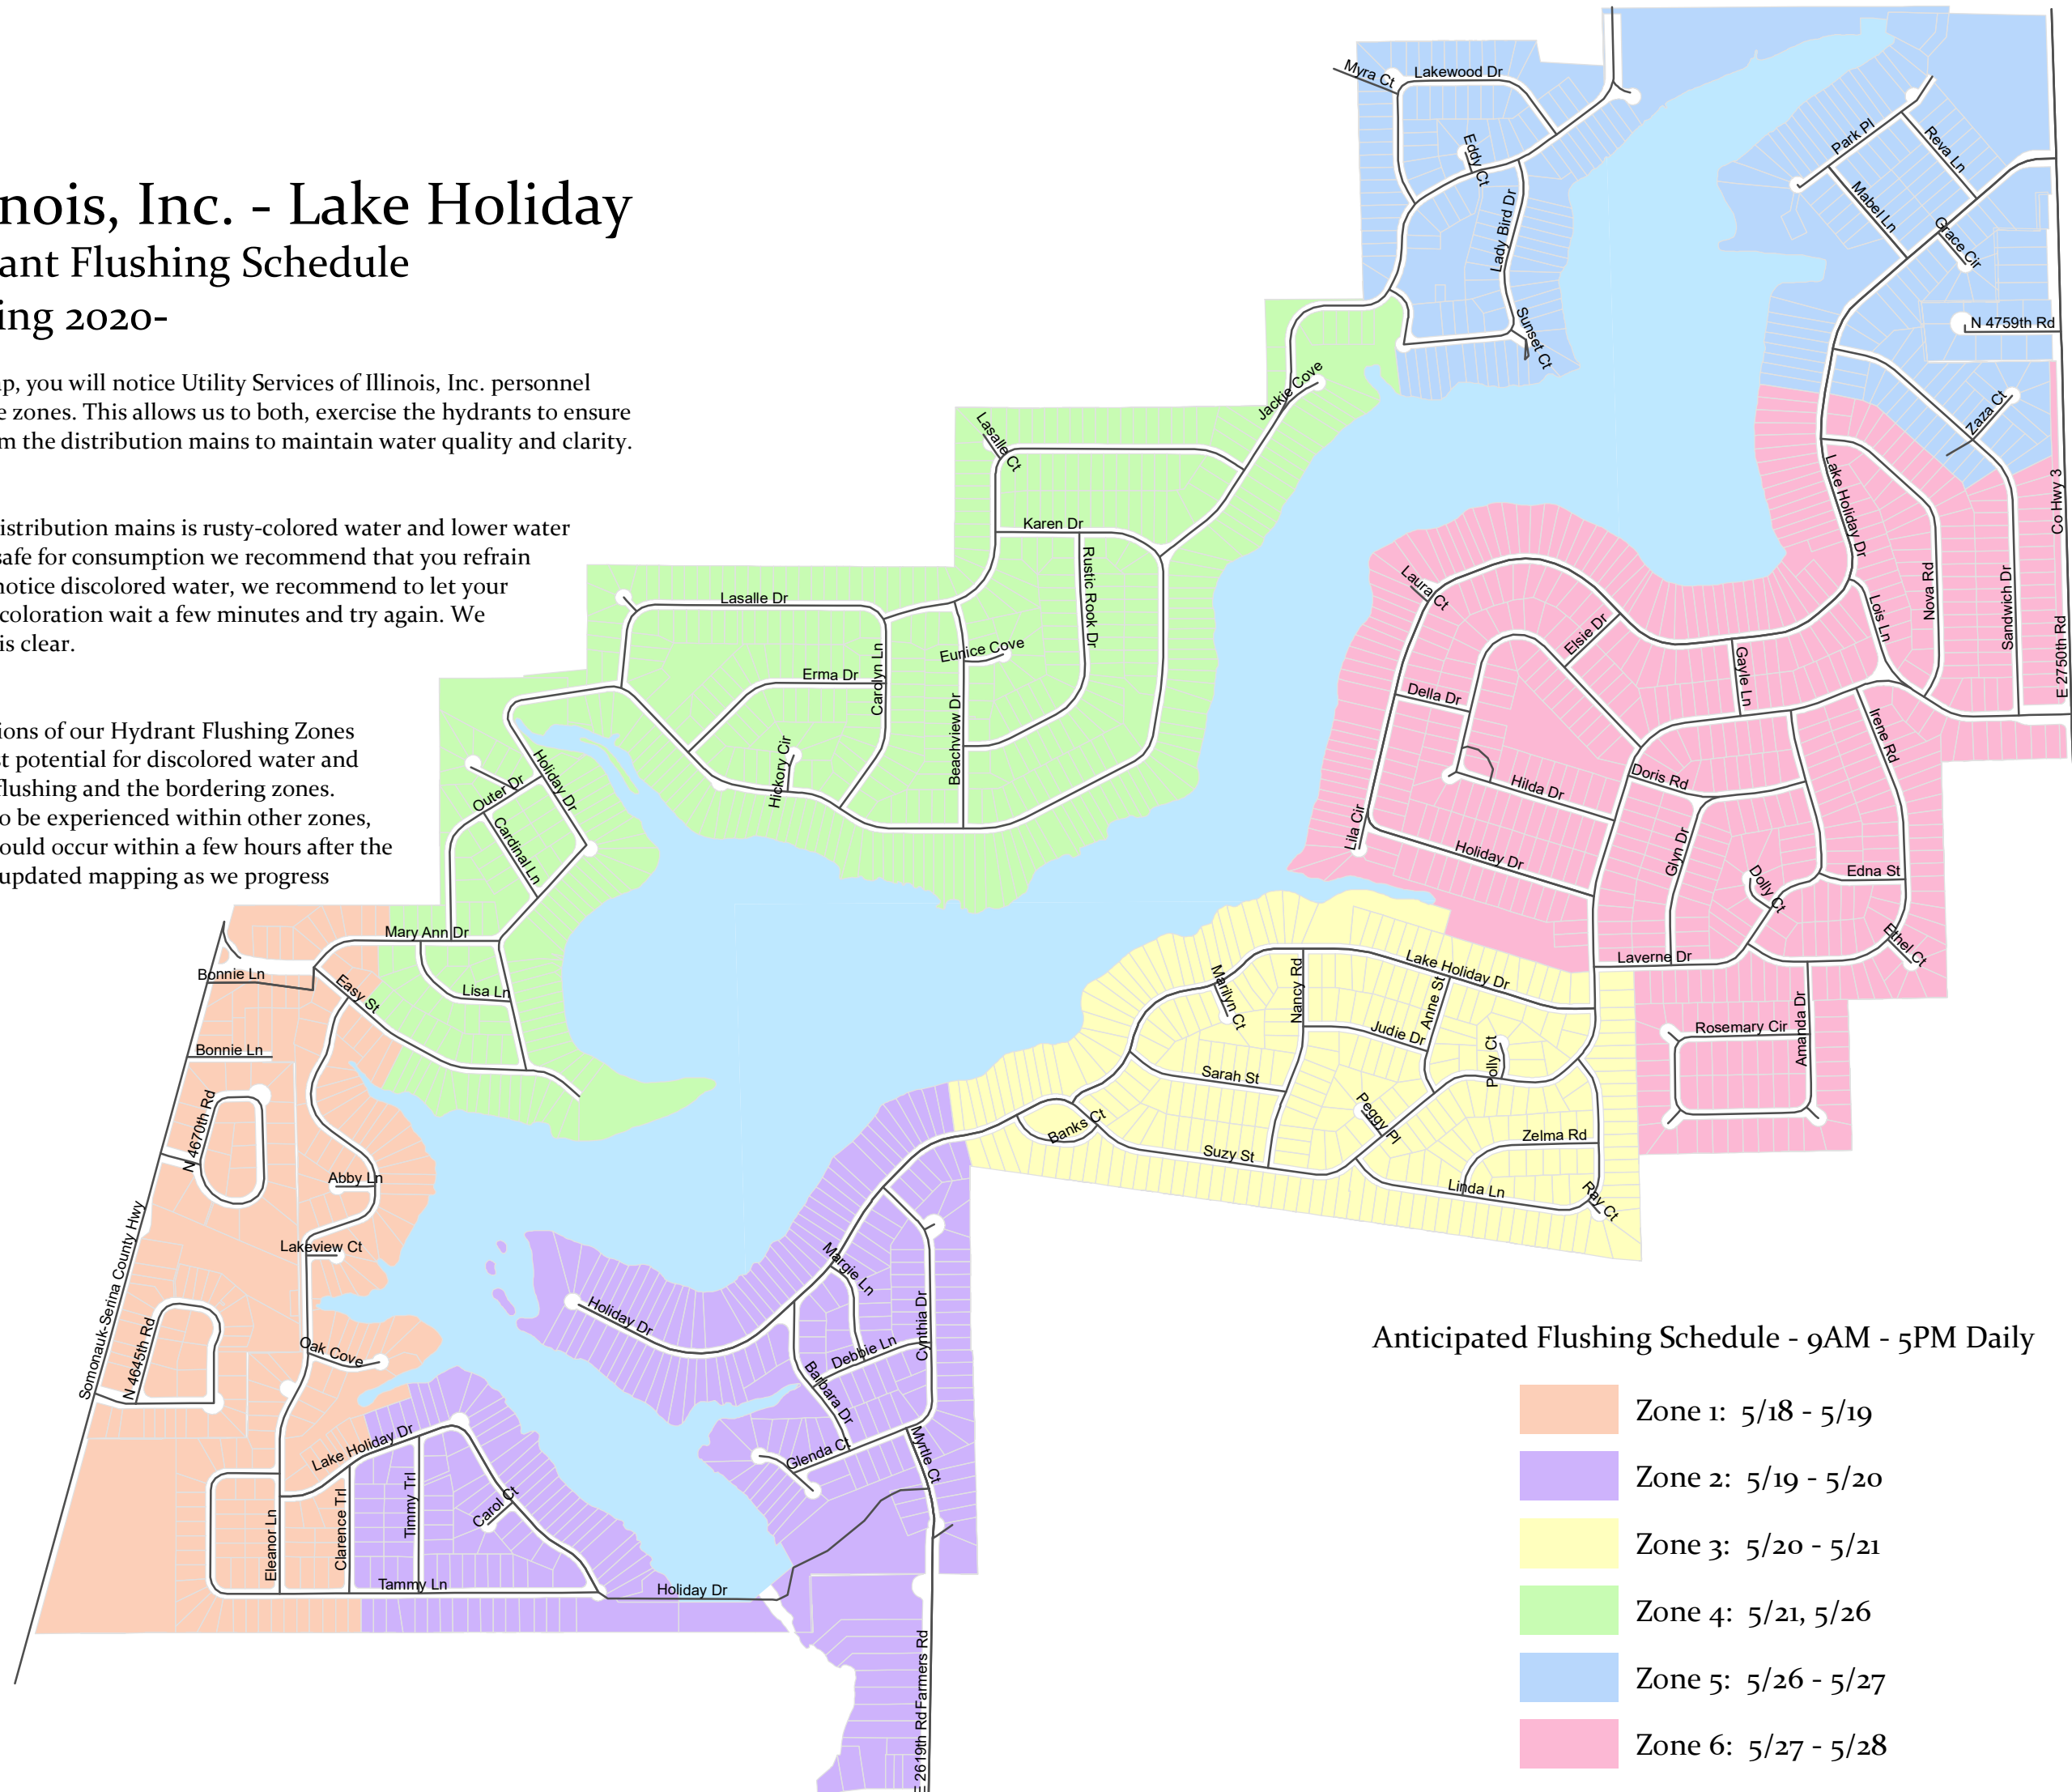 nois, Inc. - Lake Holiday
ant Flushing Schedule
ing 2020-
ap, you will notice Utility Services of Illinois, Inc. personnel
e zones. This allows us to both, exercise the hydrants to ensure
m the distribution mains to maintain water quality and clarity.
istribution mains is rusty-colored water and lower water
safe for consumption we recommend that you refrain
notice discolored water, we recommend to let your
coloration wait a few minutes and try again. We
is clear.
ions of our Hydrant Flushing Zones
st potential for discolored water and
flushing and the bordering zones.
o be experienced within other zones,
ould occur within a few hours after the
updated mapping as we progress
Myra Ct
Lakewood Dr
Eddy Ct
Lady Bird Dr
Sunset Ct
Park Pl
Reva Ln
Mabel Ln
Grace Cir
N 4759th Rd
Zaza Ct
Co Hwy 3
Jackie Cove
Lasalle Ct
Karen Dr
Rustic Rook Dr
Lasalle Dr
Eunice Cove
Erma Dr
Carolyn Ln
Beachview Dr
Hickory Cir
Holiday Dr
Outer Dr
Cardinal Ln
Mary Ann Dr
Lisa Ln
Lake Holiday Dr
Nova Rd
Lois Ln
Sandwich Dr
E 2750th Rd
Laura Ct
Elsie Dr
Gayle Ln
Della Dr
Irene Rd
Hilda Dr
Doris Rd
Lila Cir
Holiday Dr
Glyn Dr
Dolly Ct
Edna St
Ethel Ct
Laverne Dr
Rosemary Cir
Amanda Dr
Bonnie Ln
Easy St
Bonnie Ln
N 4670th Rd
Abby Ln
Lakeview Ct
Somonauk-Serina County Hwy
N 4645th Rd
Oak Cove
Lake Holiday Dr
Eleanor Ln
Clarence Trl
Timmy Trl
Carol Ct
Tammy Ln
Holiday Dr
Marilyn Ct
Nancy Rd
Lake Holiday Dr
Anne St
Judie Dr
Polly Ct
Sarah St
Peggy Pl
Banks Ct
Suzy St
Zelma Rd
Linda Ln
Ray Ct
Holiday Dr
Margie Ln
Cynthia Dr
Debbie Ln
Barbara Dr
Glenda Ct
Myrtle Ct
E 2619th Rd Farmers Rd
Anticipated Flushing Schedule - 9AM - 5PM Daily
Zone 1: 5/18 - 5/19
Zone 2: 5/19 - 5/20
Zone 3: 5/20 - 5/21
Zone 4: 5/21, 5/26
Zone 5: 5/26 - 5/27
Zone 6: 5/27 - 5/28